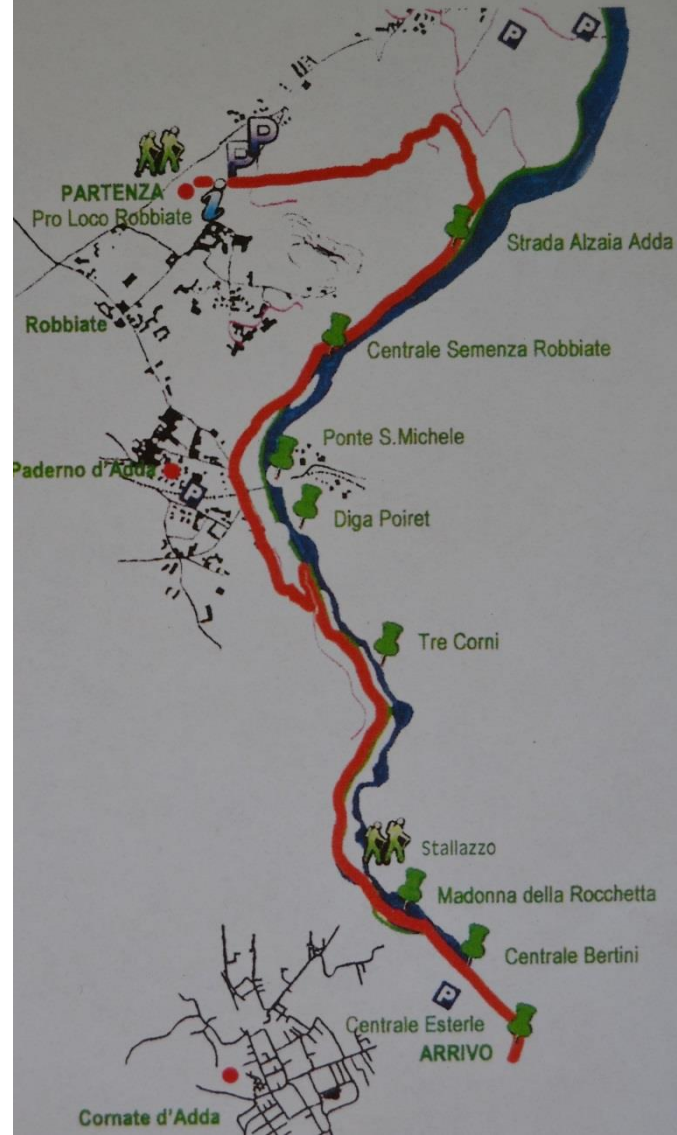 P
P
P
P
PARTENZA
Pro Loco Robbiate
i
Strada Alzaia Adda
Robbiate
Centrale Semenza Robbiate
Ponte S.Michele
Paderno d'Adda
P
Diga Poiret
Tre Corni
Stallazzo
Madonna della Rocchetta
Centrale Bertini
P
Centrale Esterle
ARRIVO
Cornate d'Adda